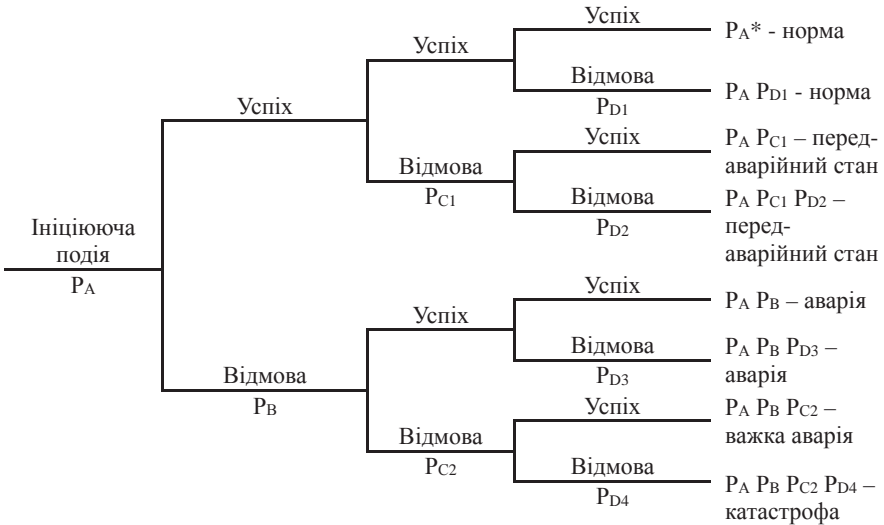 Успіх
PA* - норма
Успіх
Відмова
PD1
PA PD1 - норма
Успіх
Успіх
PA PC1 – перед-
аварійний стан
Відмова
PC1
Відмова
PD2
PA PC1 PD2 –
перед-
аварійний стан
Ініціююча
подія
PA
Успіх
PA PB – аварія
Успіх
Відмова
PD3
PA PB PD3 –
аварія
Відмова
PB
Успіх
PA PB PC2 –
важка аварія
Відмова
PC2
Відмова
PD4
PA PB PC2 PD4 –
катастрофа